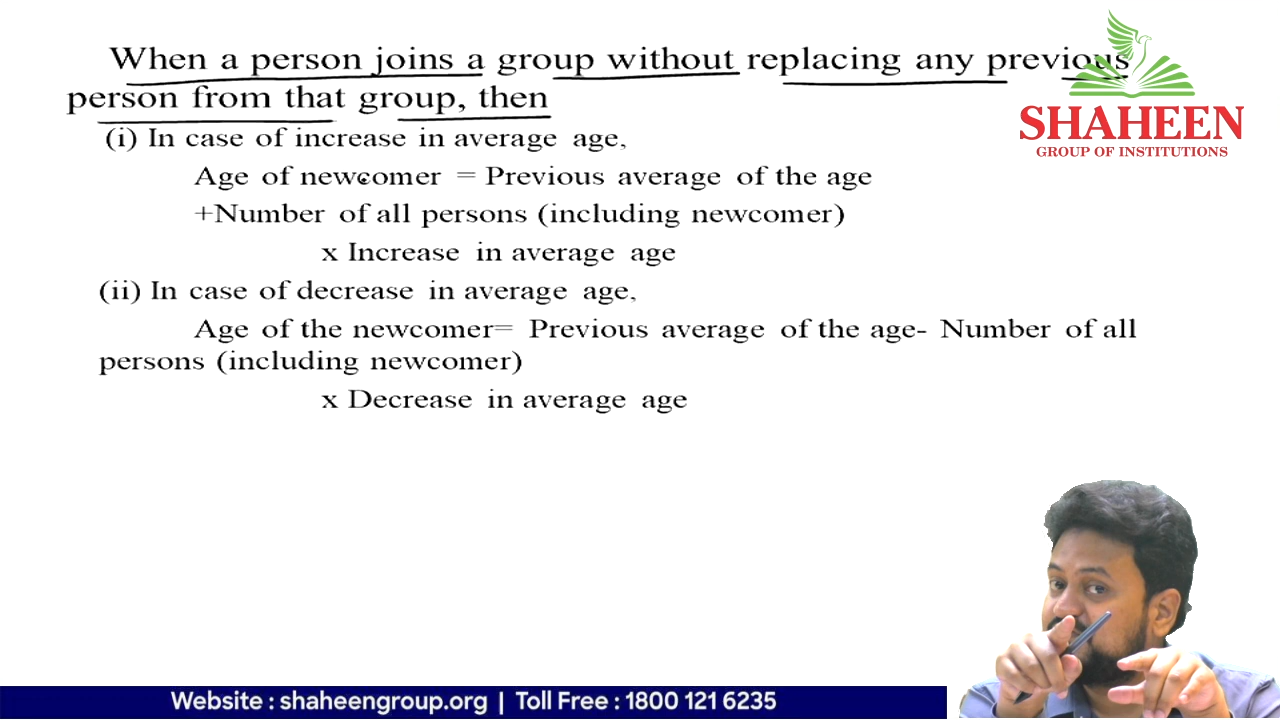 When a person joins a group without replacing any previous
person from that group, then
(i) In case of increase in average age,
Age of newcomer = Previous average of the age
+Number of all persons (including newcomer)
x Increase in average age
(ii) In case of decrease in average age,
Age of the newcomer= Previous average of the age- Number of all
persons (including newcomer)
x Decrease in average age
SHAHEEN
GROUP OF INSTITUTIONS
Website : shaheengroup.org | Toll Free : 1800 121 6235